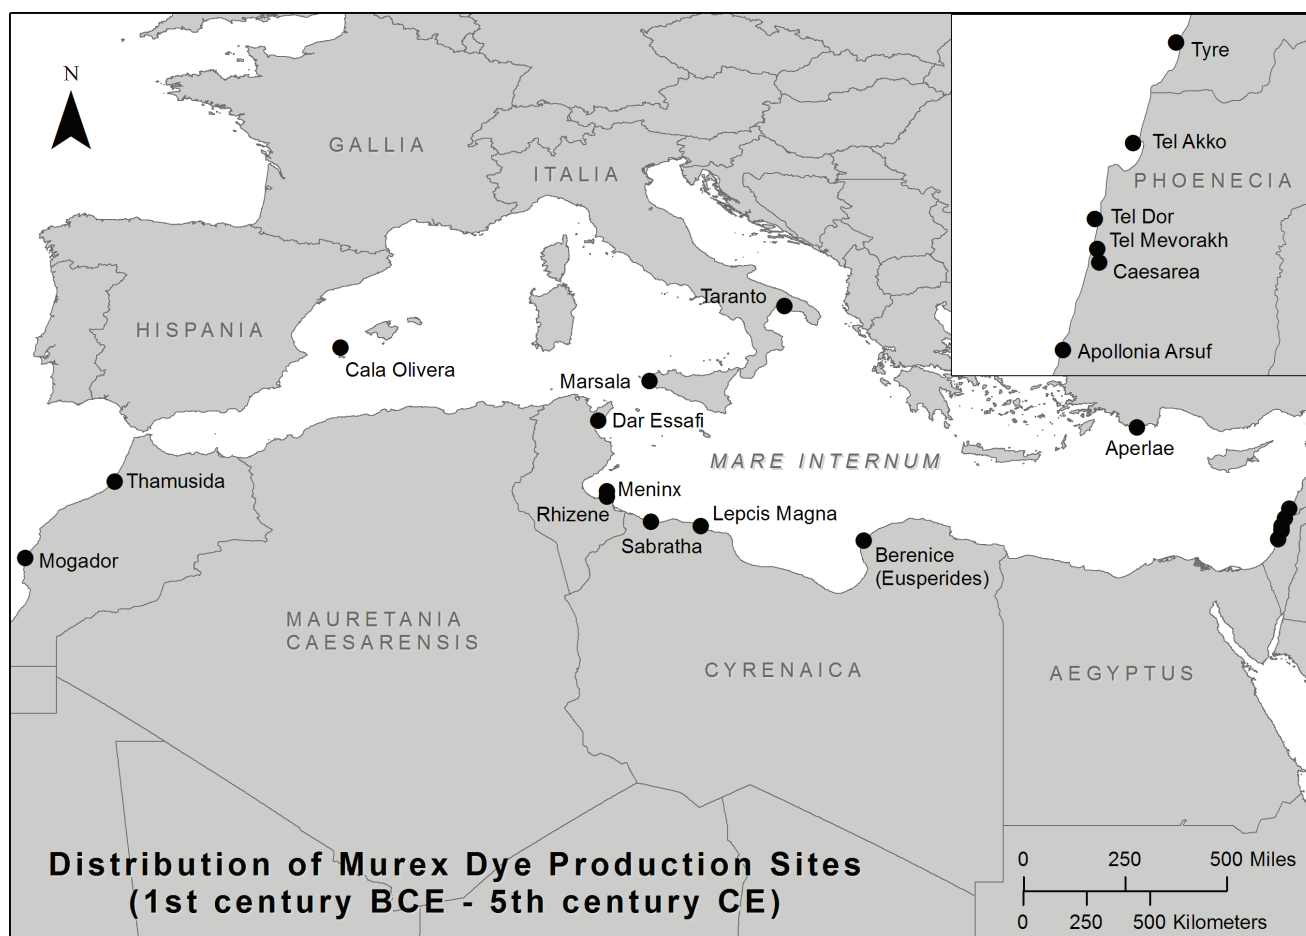 N
GALLIA
ITALIA
HISPANIA
Taranto
Cala Olivera
Marsala
Dar Essafi
MARE INTERNUM
Aperlae
Thamusida
Meninx
Rhizene
Lepcis Magna
Sabratha
Mogador
Berenice
(Eusperides)
MAURETANIA
CAESARENSIS
CYRENAICA
AEGYPTUS
Tyre
Tel Akko
PHOENECIA
Tel Dor
Tel Mevorakh
Caesarea
Apollonia Arsuf
Distribution of Murex Dye Production Sites
(1st century BCE - 5th century CE)
0 250 500 Miles
0 250 500 Kilometers